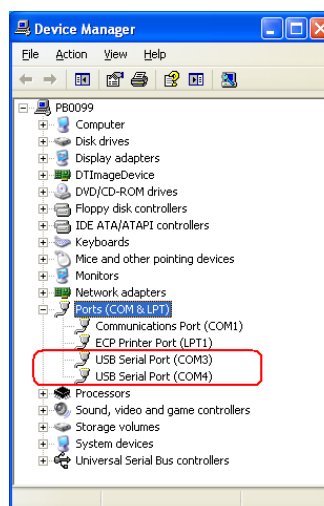 Device Manager
File Action View Help
PB0099
Computer
Disk drives
Display adapters
DTImageDevice
DVD/CD-ROM drives
Floppy disk controllers
IDE ATA/ATAPI controllers
Keyboards
Mice and other pointing devices
Monitors
Network adapters
Ports (COM & LPT)
Communications Port (COM1)
ECP Printer Port (LPT1)
USB Serial Port (COM3)
USB Serial Port (COM4)
Processors
Sound, video and game controllers
Storage volumes
System devices
Universal Serial Bus controllers